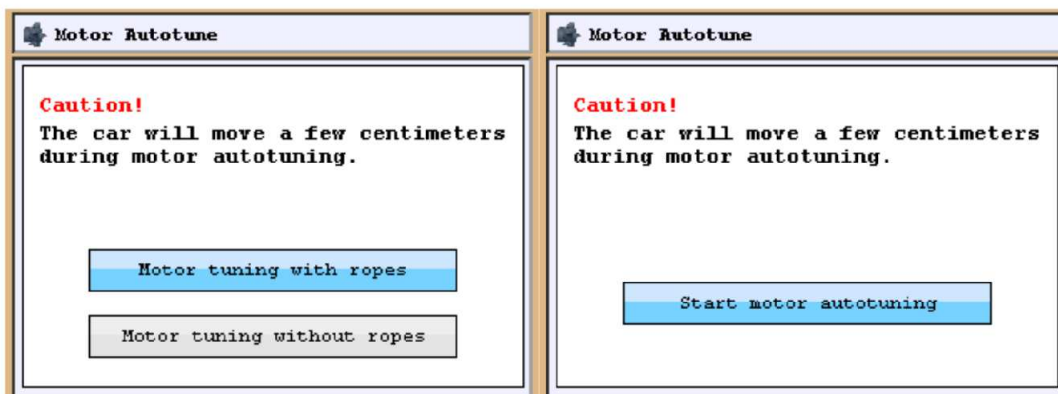 Motor Autotune
Caution!
The car will move a few centimeters
during motor autotuning.
Motor tuning with ropes
Motor tuning without ropes
Motor Autotune
Caution!
The car will move a few centimeters
during motor autotuning.
Start motor autotuning